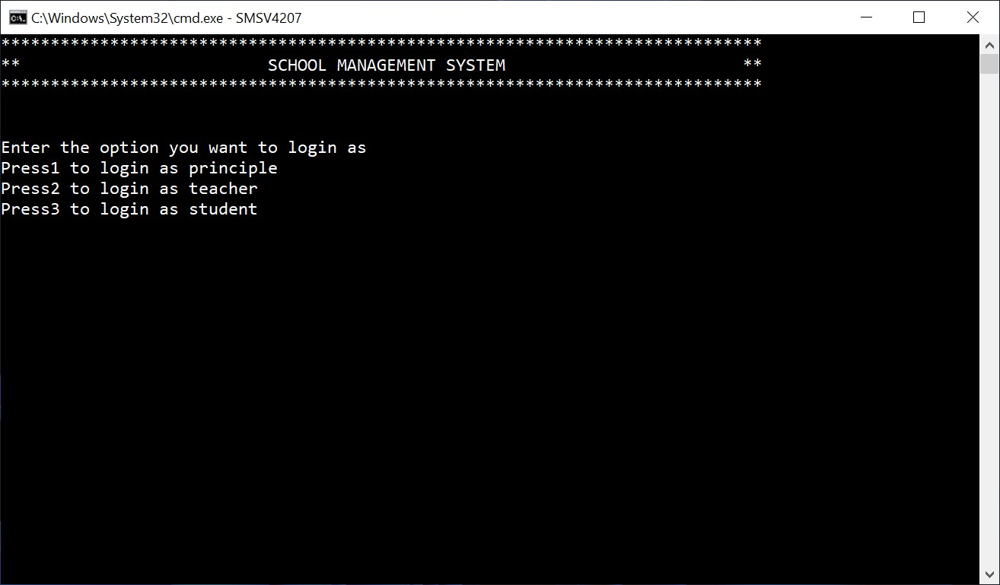 C:\Windows\System32\cmd.exe - SMSV4207
*****************************************************************************
**                         SCHOOL MANAGEMENT SYSTEM                        **
*****************************************************************************
Enter the option you want to login as
Press1 to login as principle
Press2 to login as teacher
Press3 to login as student